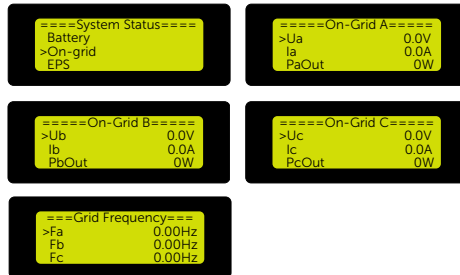 ====System Status====
Battery
>On-grid
EPS
=====On-Grid A=====
>Ua 0.0V
Ia 0.0A
PaOut 0W
=====On-Grid B=====
>Ub 0.0V
Ib 0.0A
PbOut 0W
=====On-Grid C=====
>Uc 0.0V
Ic 0.0A
PcOut 0W
===Grid Frequency===
>Fa 0.00Hz
Fb 0.00Hz
Fc 0.00Hz